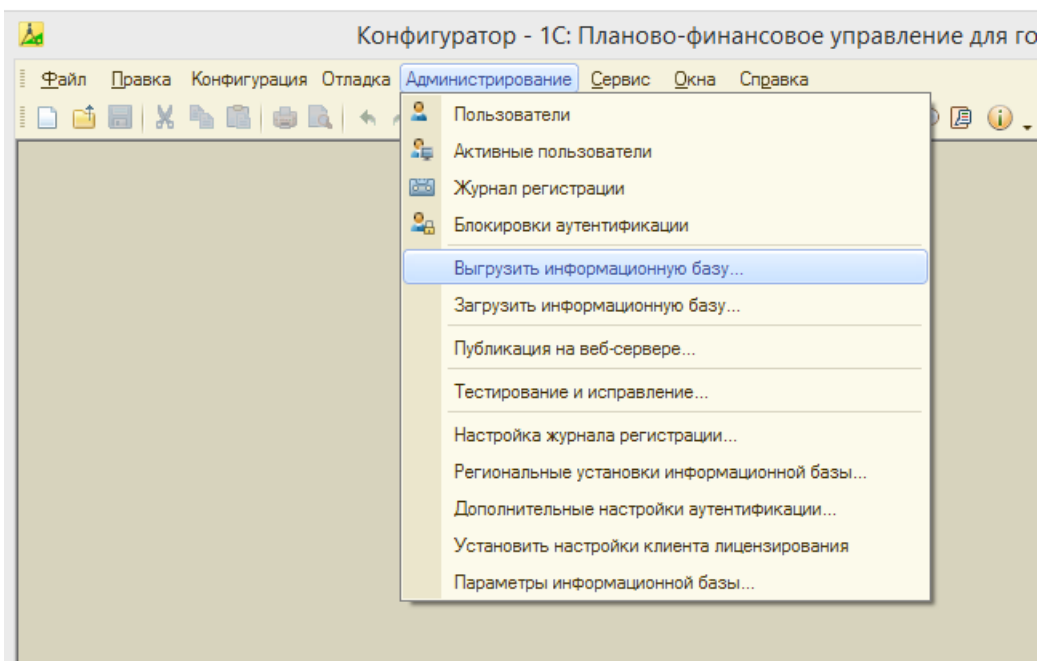 Конфигуратор - 1С: Планово-финансовое управление для го
Файл Правка Конфигурация Отладка Администрирование Сервис Окна Справка
Пользователи
Активные пользователи
Журнал регистрации
Блокировки аутентификации
Выгрузить информационную базу...
Загрузить информационную базу...
Публикация на веб-сервере...
Тестирование и исправление...
Настройка журнала регистрации...
Региональные установки информационной базы...
Дополнительные настройки аутентификации...
Установить настройки клиента лицензирования
Параметры информационной базы...